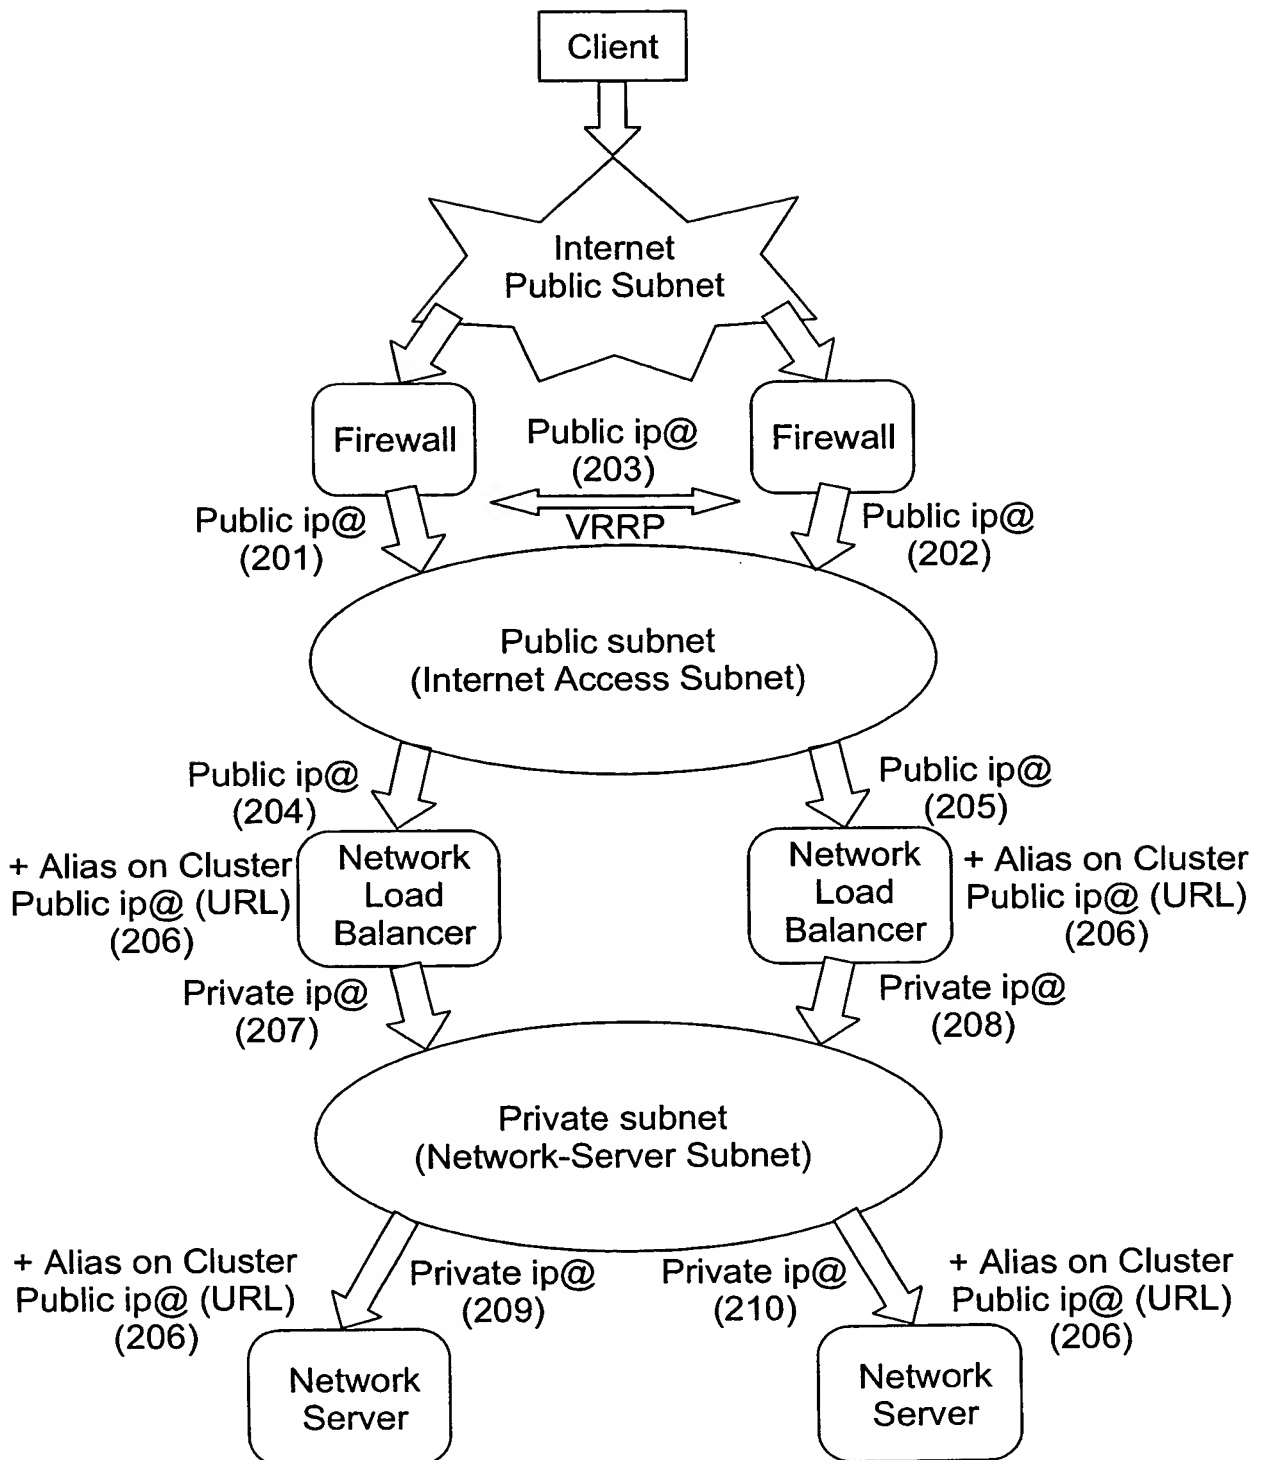 Client
Internet
Public Subnet
Firewall
Public ip@
(203)
VRRP
Firewall
Public ip@
(201)
Public ip@
(202)
Public subnet
(Internet Access Subnet)
Public ip@
(204)
Public ip@
(205)
+ Alias on Cluster
Public ip@ (URL)
(206)
Network
Load
Balancer
Network
Load
Balancer
+ Alias on Cluster
Public ip@ (URL)
(206)
Private ip@
(207)
Private ip@
(208)
Private subnet
(Network-Server Subnet)
+ Alias on Cluster
Public ip@ (URL)
(206)
Private ip@
(209)
Private ip@
(210)
+ Alias on Cluster
Public ip@ (URL)
(206)
Network
Server
Network
Server